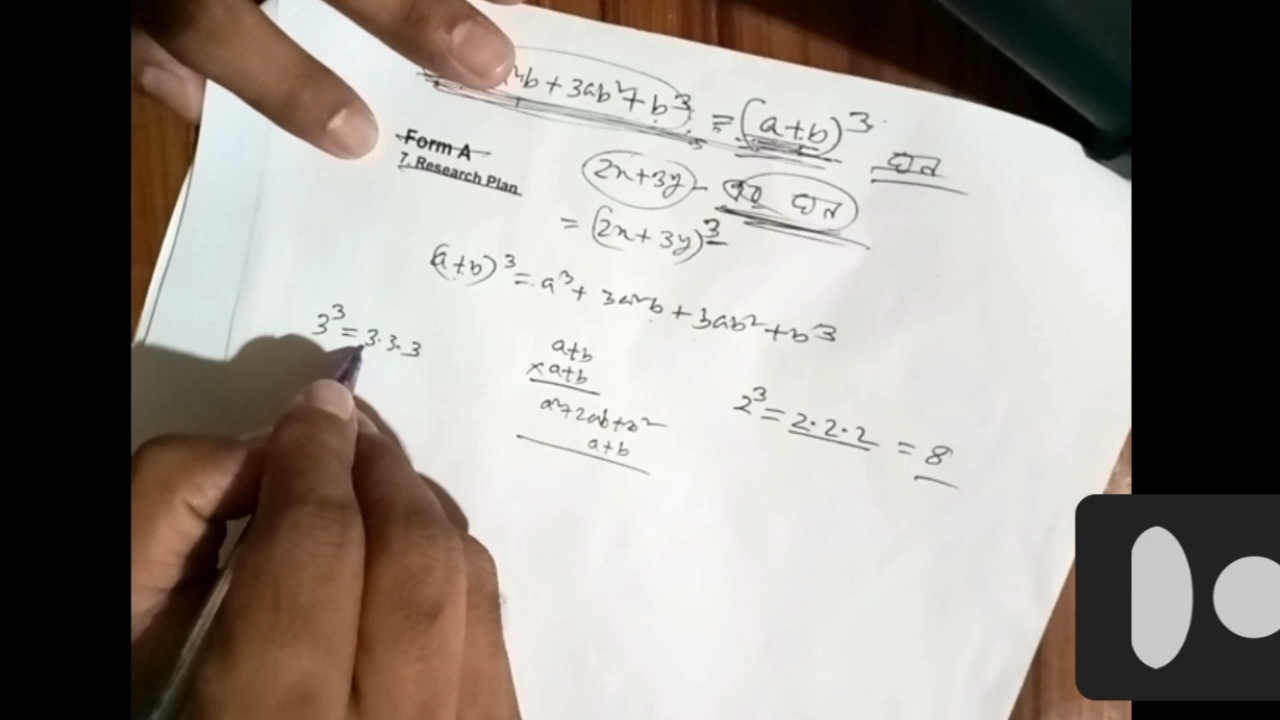 b + 3ab² + b³ = (a+b)³ ঘন
Form A
7. Research Plan
2x+3y - এর ঘন
= (2x+3y)³
(a+b)³ = a³ + 3a²b + 3ab² + b³
3³ = 3.3.3
a+b
×a+b
a²+2ab+b²
a+b
2³ = 2.2.2 = 8